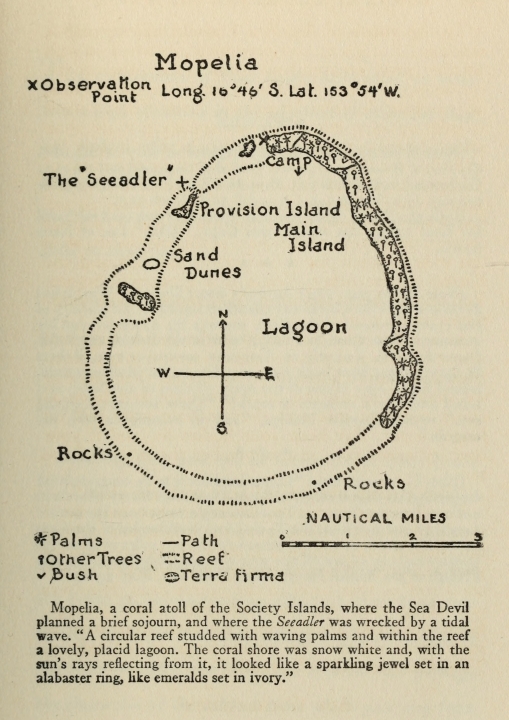 Mopelia
×Observation
Point
Long. 16°46' S. Lat. 153°54'W.
Camp
The "Seeadler"
Provision Island
Main
Island
Sand
Dunes
Lagoon
N
W
E
S
Rocks
Rocks
NAUTICAL MILES
0 1 2 3
Palms
Other Trees
Bush
Path
Reef
Terra firma
Mopelia, a coral atoll of the Society Islands, where the Sea Devil
planned a brief sojourn, and where the Seeadler was wrecked by a tidal
wave. "A circular reef studded with waving palms and within the reef
a lovely, placid lagoon. The coral shore was snow white and, with the
sun's rays reflecting from it, it looked like a sparkling jewel set in an
alabaster ring, like emeralds set in ivory."